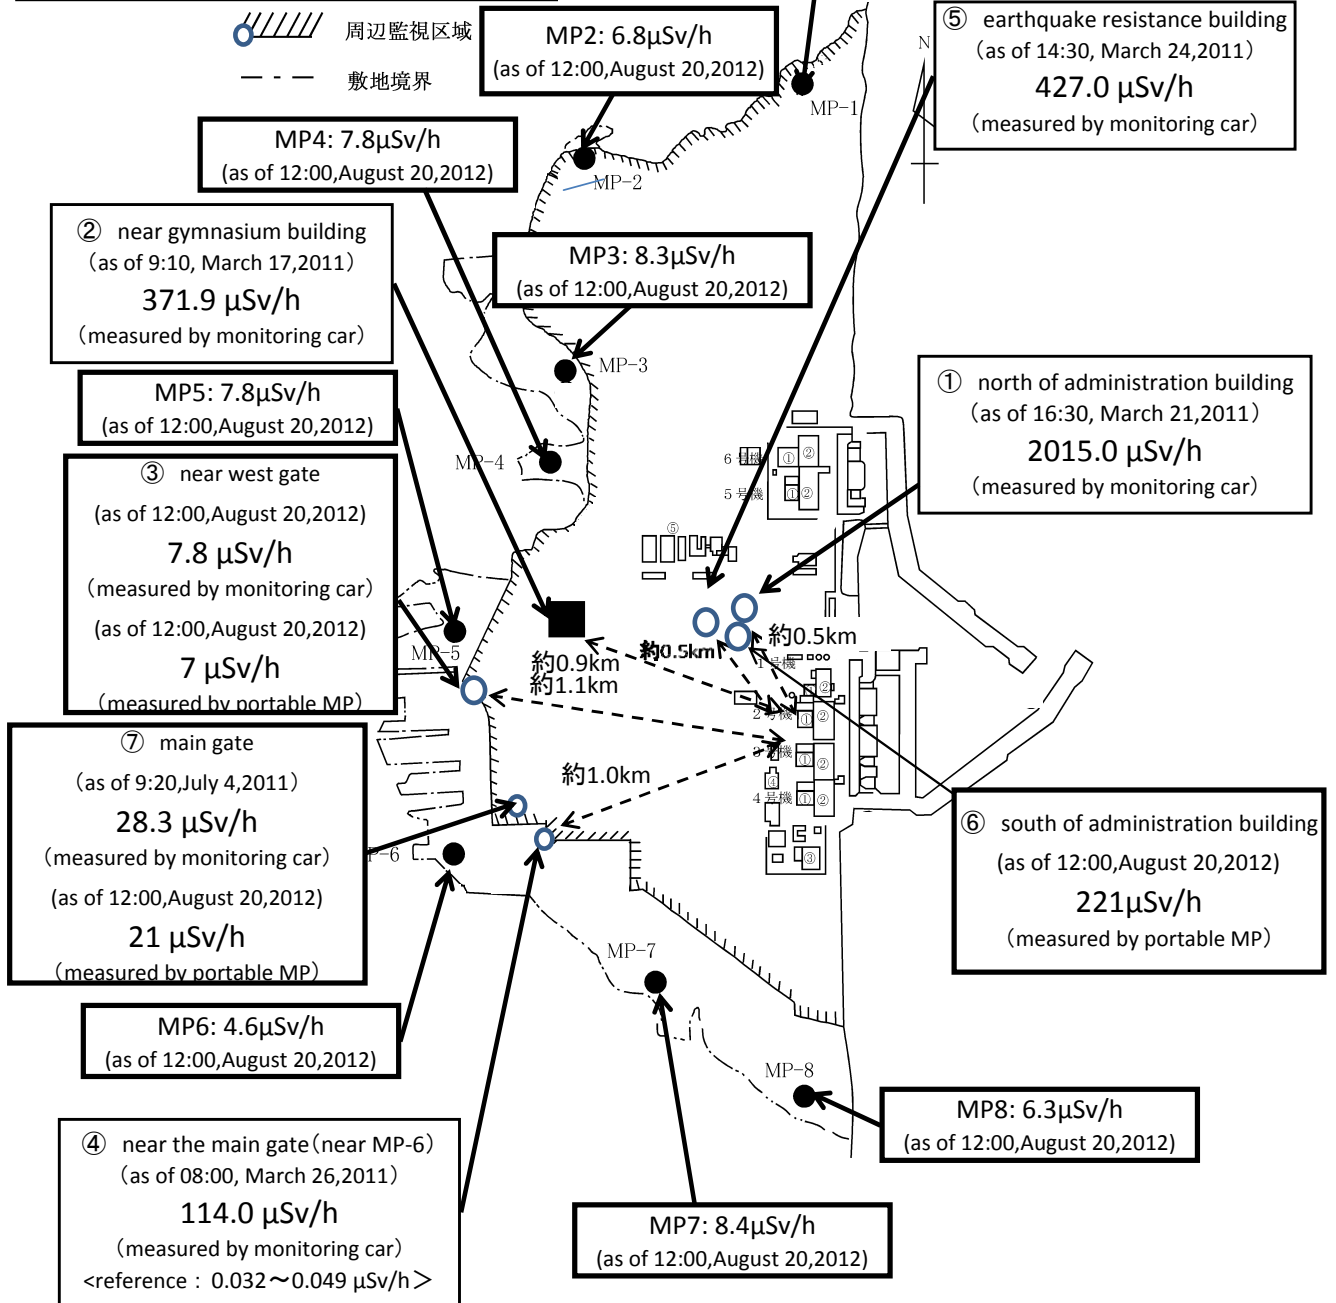 周辺監視区域
敷地境界
MP2: 6.8μSv/h
(as of 12:00,August 20,2012)
⑤ earthquake resistance building
(as of 14:30, March 24,2011)
427.0 μSv/h
(measured by monitoring car)
N
MP-1
MP4: 7.8μSv/h
(as of 12:00,August 20,2012)
MP-2
② near gymnasium building
(as of 9:10, March 17,2011)
371.9 μSv/h
(measured by monitoring car)
MP3: 8.3μSv/h
(as of 12:00,August 20,2012)
MP-3
① north of administration building
(as of 16:30, March 21,2011)
2015.0 μSv/h
(measured by monitoring car)
MP5: 7.8μSv/h
(as of 12:00,August 20,2012)
MP-4
6号機
① ②
5号機
① ②
③ near west gate
(as of 12:00,August 20,2012)
7.8 μSv/h
(measured by monitoring car)
(as of 12:00,August 20,2012)
7 μSv/h
(measured by portable MP)
⑤
MP-5
約0.5km
約0.5km
約0.9km
約1.1km
1号機
②
2号機
① ②
3号機
① ②
④
4号機
① ②
③
約1.0km
⑦ main gate
(as of 9:20,July 4,2011)
28.3 μSv/h
(measured by monitoring car)
(as of 12:00,August 20,2012)
21 μSv/h
(measured by portable MP)
P-6
⑥ south of administration building
(as of 12:00,August 20,2012)
221μSv/h
(measured by portable MP)
MP-7
MP6: 4.6μSv/h
(as of 12:00,August 20,2012)
MP-8
MP8: 6.3μSv/h
(as of 12:00,August 20,2012)
④ near the main gate(near MP-6)
(as of 08:00, March 26,2011)
114.0 μSv/h
(measured by monitoring car)
<reference : 0.032～0.049 μSv/h＞
MP7: 8.4μSv/h
(as of 12:00,August 20,2012)